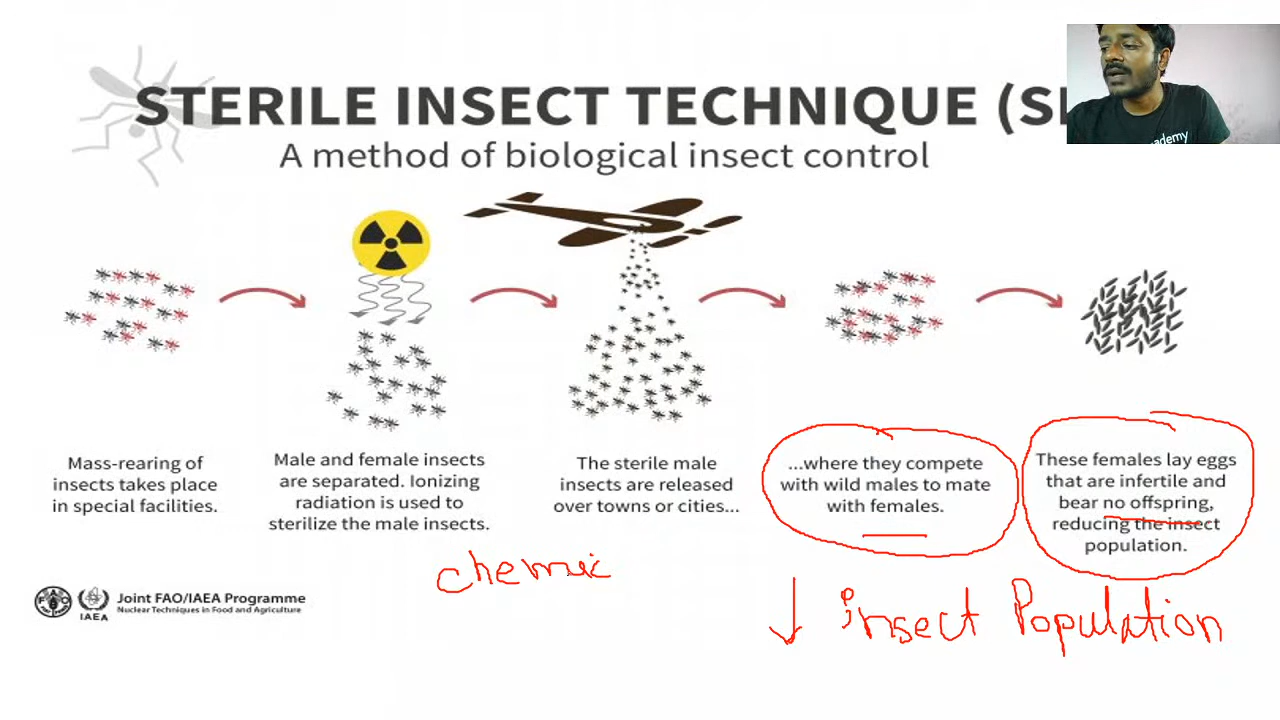 STERILE INSECT TECHNIQUE (S
A method of biological insect control
ademy
Mass-rearing of
insects takes place
in special facilities.
Male and female insects
are separated. Ionizing
radiation is used to
sterilize the male insects.
The sterile male
insects are released
over towns or cities...
...where they compete
with wild males to mate
with females.
These females lay eggs
that are infertile and
bear no offspring,
reducing the insect
population.
chemic
↓ insect Population
Joint FAO/IAEA Programme
Nuclear Techniques in Food and Agriculture
IAEA